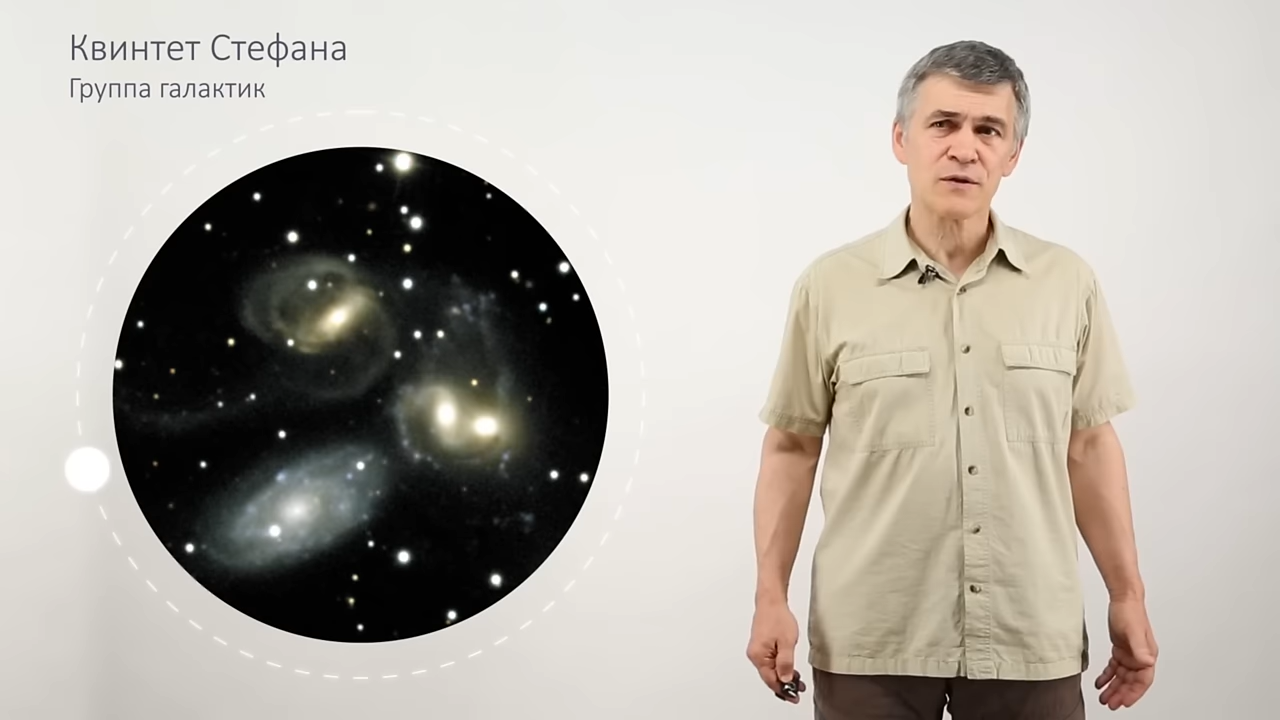 Квинтет Стефана
Группа галактик